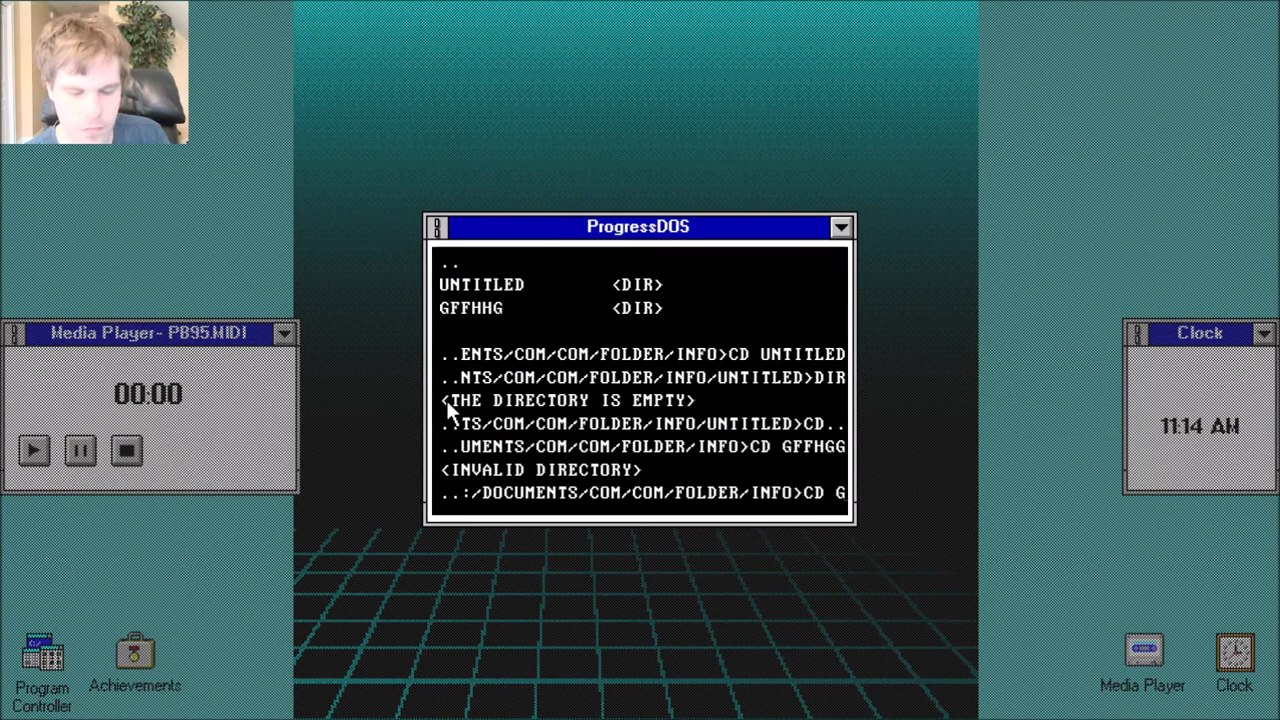 ProgressDOS
..
UNTITLED <DIR>
GFFHHG <DIR>
..ENTS/COM/COM/FOLDER/INFO>CD UNTITLED
..NTS/COM/COM/FOLDER/INFO/UNTITLED>DIR
<THE DIRECTORY IS EMPTY>
..TS/COM/COM/FOLDER/INFO/UNTITLED>CD..
..UMENTS/COM/COM/FOLDER/INFO>CD GFFHGG
<INVALID DIRECTORY>
..:/DOCUMENTS/COM/COM/FOLDER/INFO>CD G
Media Player- PB95.MIDI
00:00
Clock
11:14 AM
Program
Controller
Achievements
Media Player
Clock